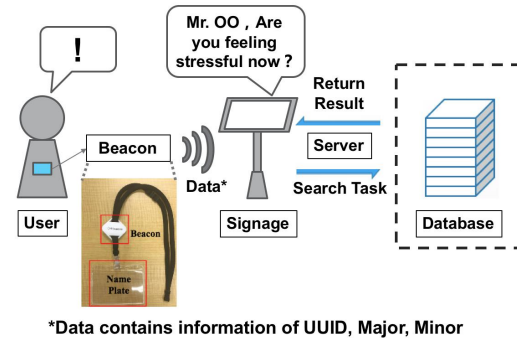 !
Mr. OO , Are
you feeling
stressful now ?
Return
Result
Beacon
Server
Data*
Search Task
User
Signage
Database
Beacon
Name
Plate
*Data contains information of UUID, Major, Minor